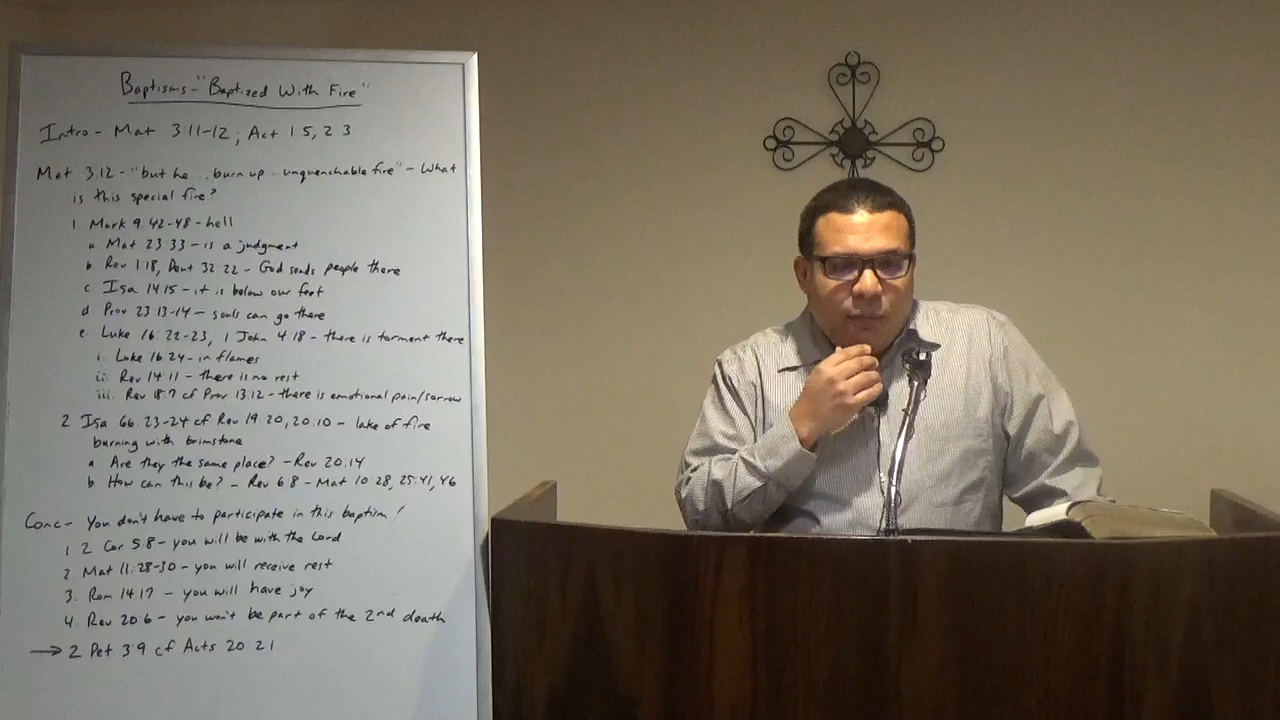 Baptisms - "Baptized With Fire"
Intro - Mat 3:11-12; Act 1 5, 2 3
Mat 3:12 - "but he... burn up... unquenchable fire" - What
is this special fire?
1. Mark 9:42-48 - hell
a Mat 23:33 - is a judgment
b Rev 1:18, Deut 32:22 - God sends people there
c Isa 14 15 - it is below our feet
d Prov 23 13-14 - souls can go there
e. Luke 16:22-23, 1 John 4:18 - there is torment there
i. Luke 16 24 - in flames
ii. Rev 14:11 - there is no rest
iii. Rev 18:7 cf Prov 13:12 - there is emotional pain/sorrow
2 Isa 66:23-24 cf Rev 19 20, 20:10 - lake of fire
burning with brimstone
a Are they the same place? - Rev 20:14
b How can this be? - Rev 6 8 - Mat 10 28, 25:41, 46
Conc - You don't have to participate in this baptism!
1 2 Cor 5:8 - you will be with the Lord
2. Mat 11:28-30 - you will receive rest
3. Rom 14:17 - you will have joy
4 Rev 20:6 - you won't be part of the 2nd death
→ 2 Pet 3:9 cf Acts 20:21